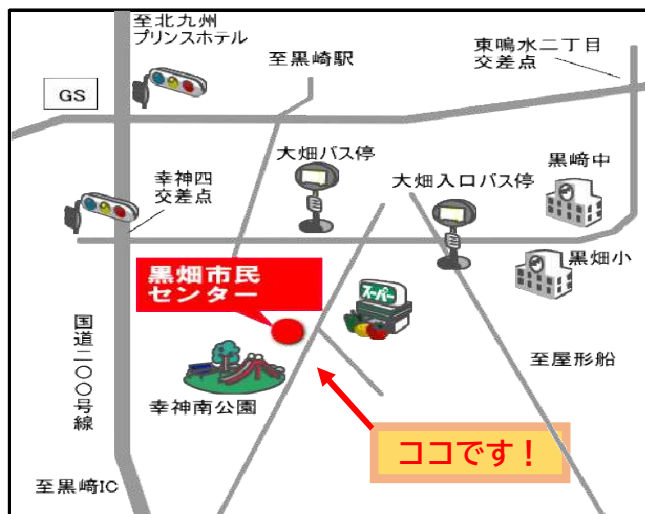 至北九州
プリンスホテル
至黒崎駅
東鳴水二丁目
交差点
GS
大畑バス停
黒崎中
幸神四
交差点
大畑入口バス停
黒畑小
黒畑市民
センター
スーパー
国道二〇〇号線
至屋形船
幸神南公園
ココです！
至黒崎IC